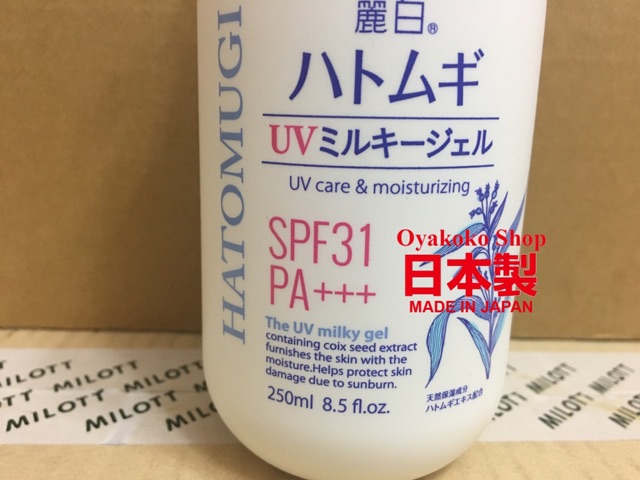 麗白®
ハトムギ
UVミルキージェル
UV care & moisturizing
HATOMUGI
SPF31
PA+++
Oyakoko Shop
日本製
MADE IN JAPAN
The UV milky gel
containing coix seed extract
furnishes the skin with the
moisture.Helps protect skin
damage due to sunburn.
250ml 8.5 fl.oz.
天然保湿成分
ハトムギエキス配合
MILOTT MILOTT MILOTT
MILOTT MILOTT